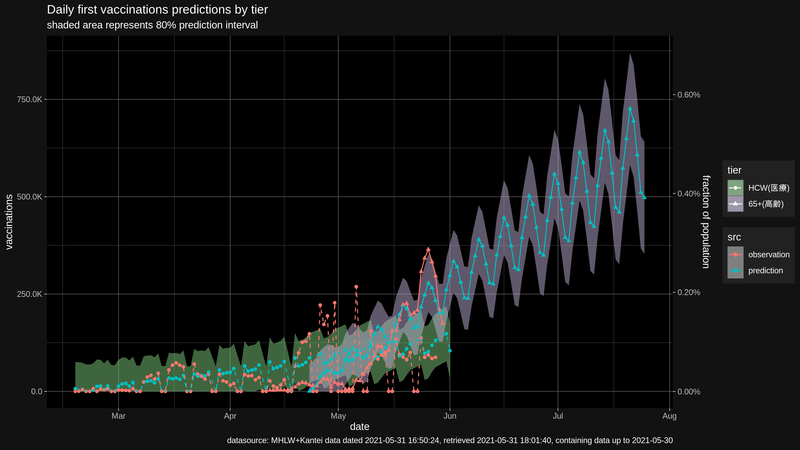 Daily first vaccinations predictions by tier
shaded area represents 80% prediction interval
vaccinations
750.0K
500.0K
250.0K
0.0
0.60%
0.40%
0.20%
0.00%
fraction of population
Mar
Apr
May
Jun
Jul
Aug
date
tier
HCW(医療)
65+(高齢)
src
observation
prediction
datasource: MHLW+Kantei data dated 2021-05-31 16:50:24, retrieved 2021-05-31 18:01:40, containing data up to 2021-05-30